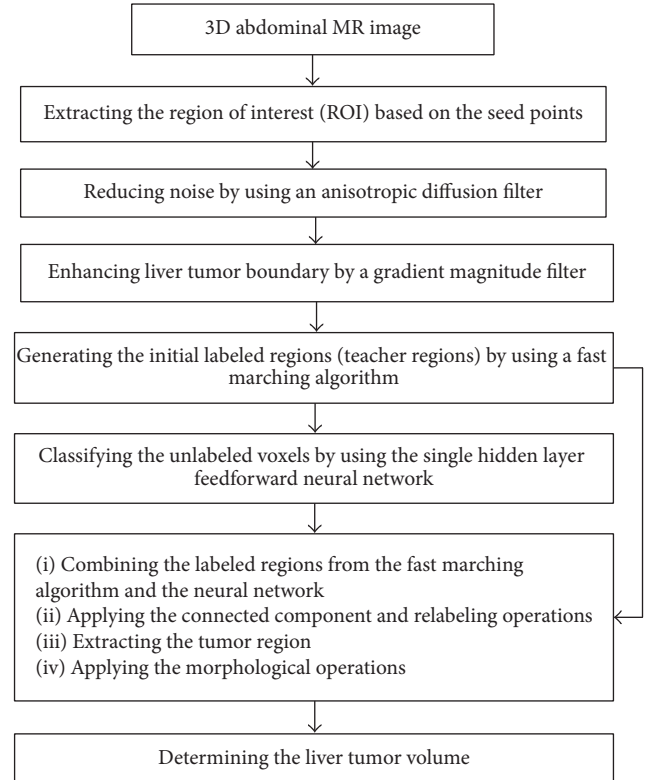 3D abdominal MR image
Extracting the region of interest (ROI) based on the seed points
Reducing noise by using an anisotropic diffusion filter
Enhancing liver tumor boundary by a gradient magnitude filter
Generating the initial labeled regions (teacher regions) by using a fast
marching algorithm
Classifying the unlabeled voxels by using the single hidden layer
feedforward neural network
(i) Combining the labeled regions from the fast marching
algorithm and the neural network
(ii) Applying the connected component and relabeling operations
(iii) Extracting the tumor region
(iv) Applying the morphological operations
Determining the liver tumor volume